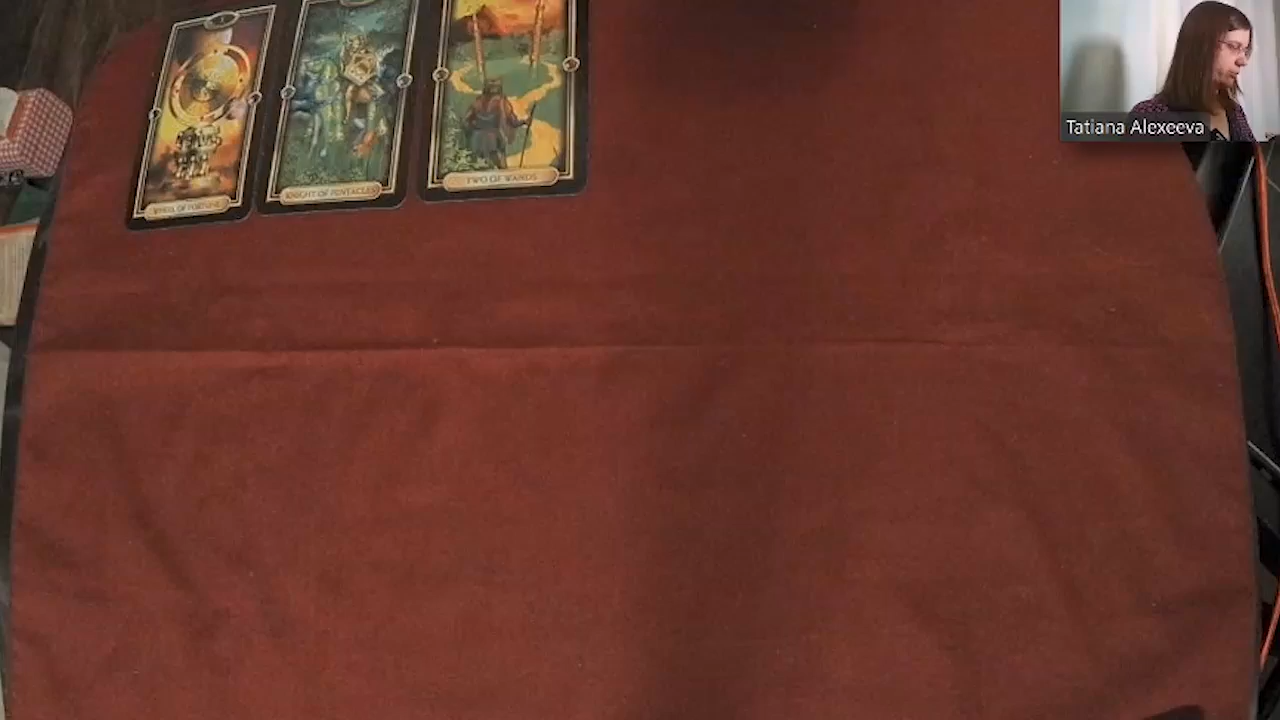 Tatiana Alexeeva
WHEEL OF FORTUNE
KNIGHT OF PENTACLES
TWO OF WANDS